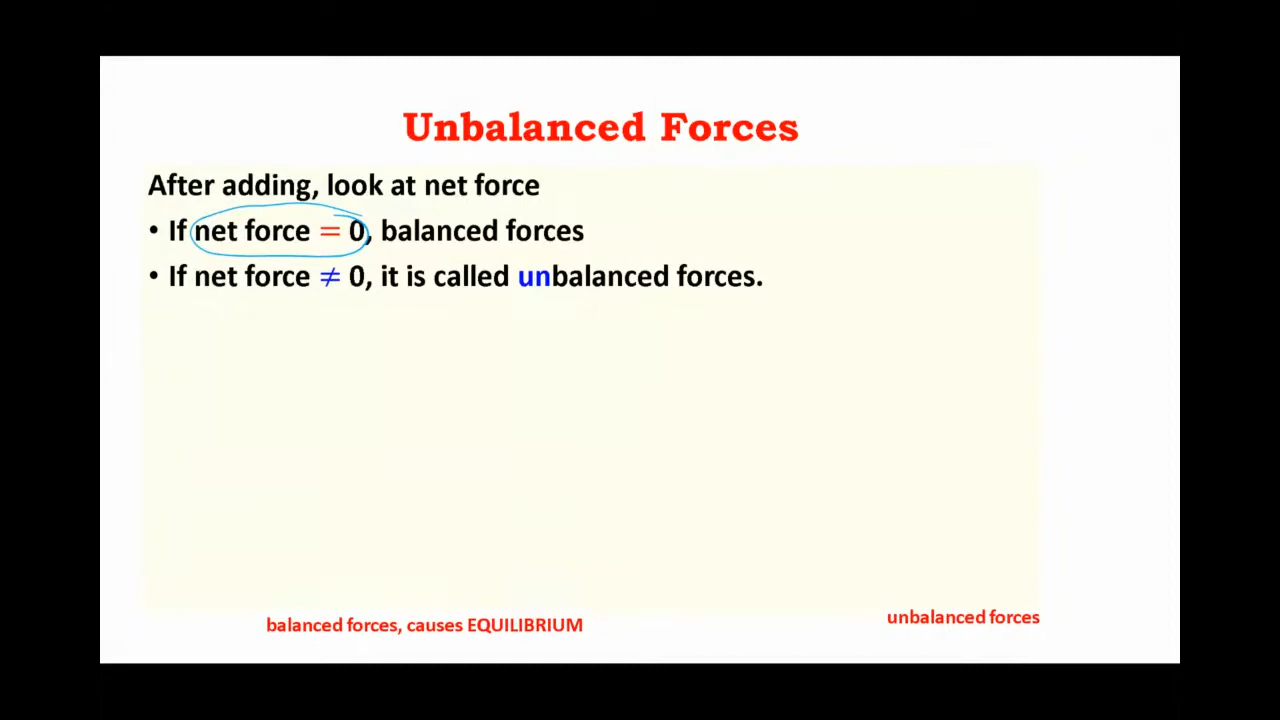 Unbalanced Forces
After adding, look at net force
• If net force = 0, balanced forces
• If net force ≠ 0, it is called unbalanced forces.
balanced forces, causes EQUILIBRIUM
unbalanced forces